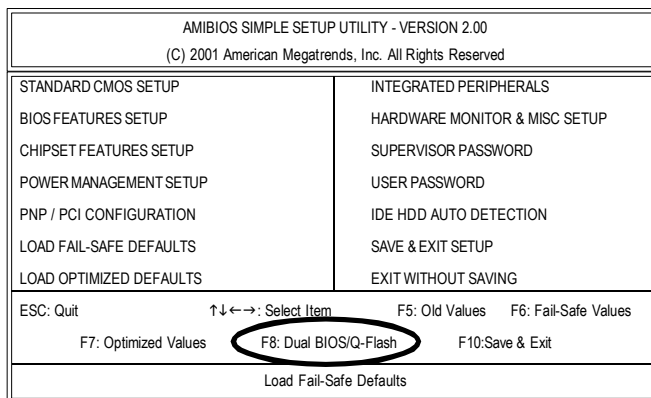 AMIBIOS SIMPLE SETUP UTILITY - VERSION 2.00
(C) 2001 American Megatrends, Inc. All Rights Reserved
STANDARD CMOS SETUP INTEGRATED PERIPHERALS
BIOS FEATURES SETUP HARDWARE MONITOR & MISC SETUP
CHIPSET FEATURES SETUP SUPERVISOR PASSWORD
POWER MANAGEMENT SETUP USER PASSWORD
PNP / PCI CONFIGURATION IDE HDD AUTO DETECTION
LOAD FAIL-SAFE DEFAULTS SAVE & EXIT SETUP
LOAD OPTIMIZED DEFAULTS EXIT WITHOUT SAVING
ESC: Quit ↑↓←→: Select Item F5: Old Values F6: Fail-Safe Values
F7: Optimized Values F8: Dual BIOS/Q-Flash F10:Save & Exit
Load Fail-Safe Defaults